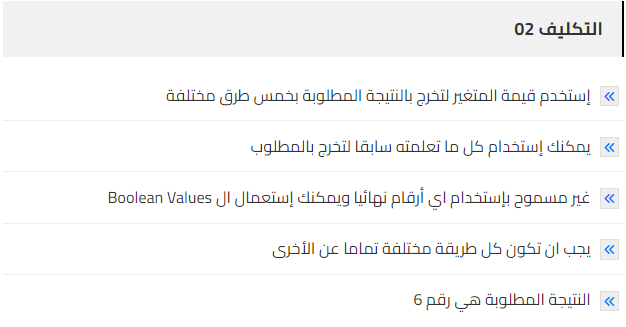 التكليف 02
إستخدم قيمة المتغير لتخرج بالنتيجة المطلوبة بخمس طرق مختلفة
يمكنك إستخدام كل ما تعلمته سابقا لتخرج بالمطلوب
غير مسموح بإستخدام اي أرقام نهائيا ويمكنك إستعمال ال Boolean Values
يجب ان تكون كل طريقة مختلفة تماما عن الأخرى
النتيجة المطلوبة هي رقم 6